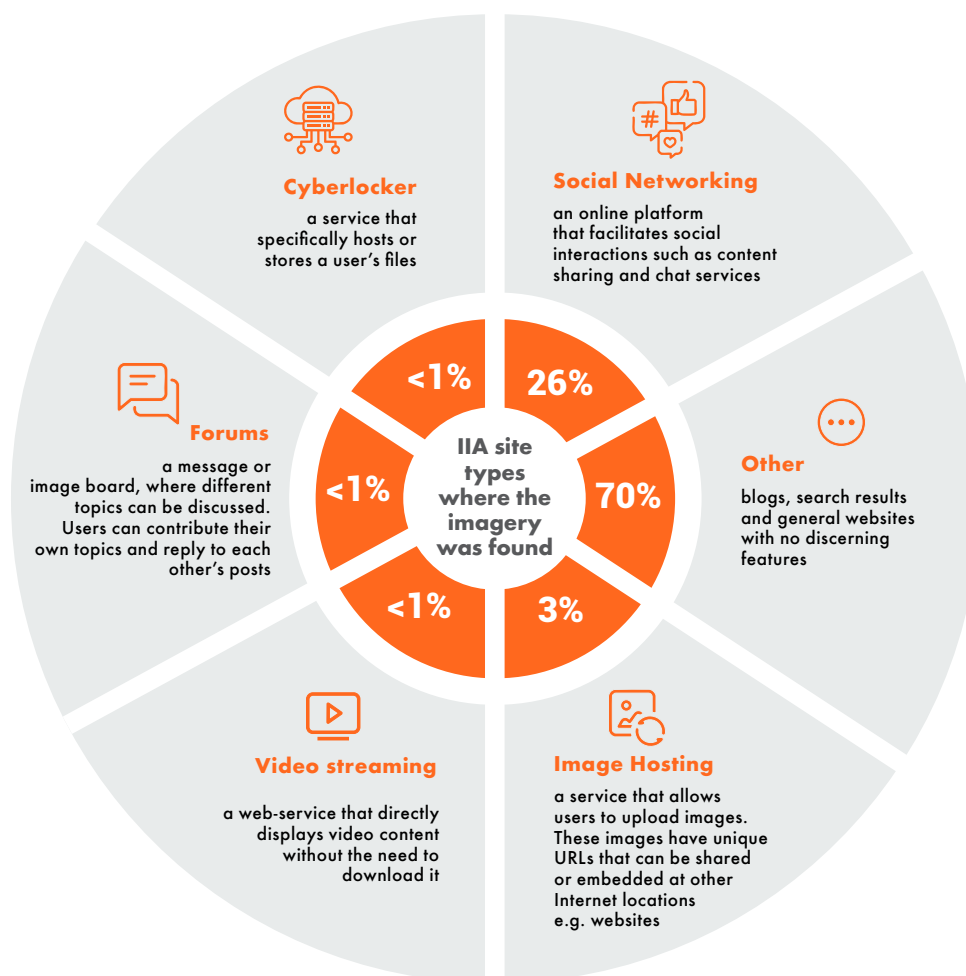 Cyberlocker
a service that
specifically hosts or
stores a user's files
#
Social Networking
an online platform
that facilitates social
interactions such as content
sharing and chat services
<1%
26%
Forums
a message or
image board, where different
topics can be discussed.
Users can contribute their
own topics and reply to each
other's posts
<1%
IIA site
types
where the
imagery
was found
70%
Other
blogs, search results
and general websites
with no discerning
features
<1%
3%
Video streaming
a web-service that directly
displays video content
without the need to
download it
Image Hosting
a service that allows
users to upload images.
These images have unique
URLs that can be shared
or embedded at other
Internet locations
e.g. websites